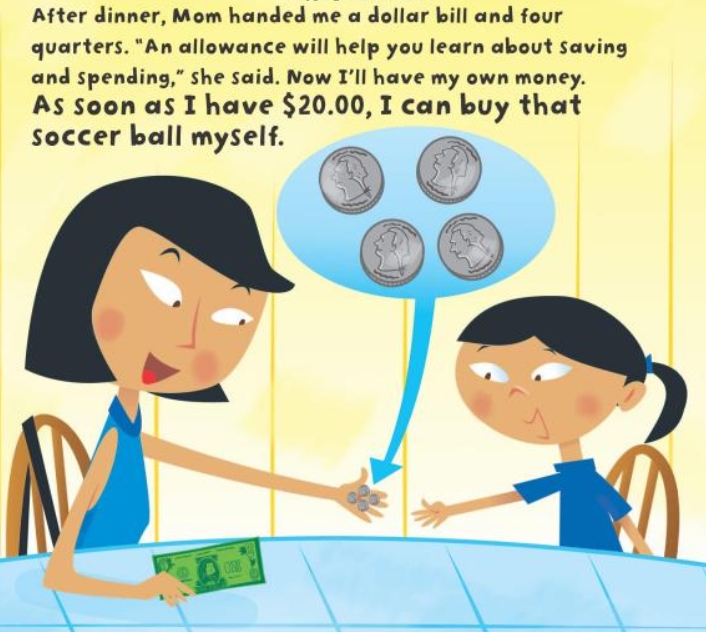 After dinner, Mom handed me a dollar bill and four
quarters. "An allowance will help you learn about saving
and spending," she said. Now I'll have my own money.
As soon as I have $20.00, I can buy that
soccer ball myself.